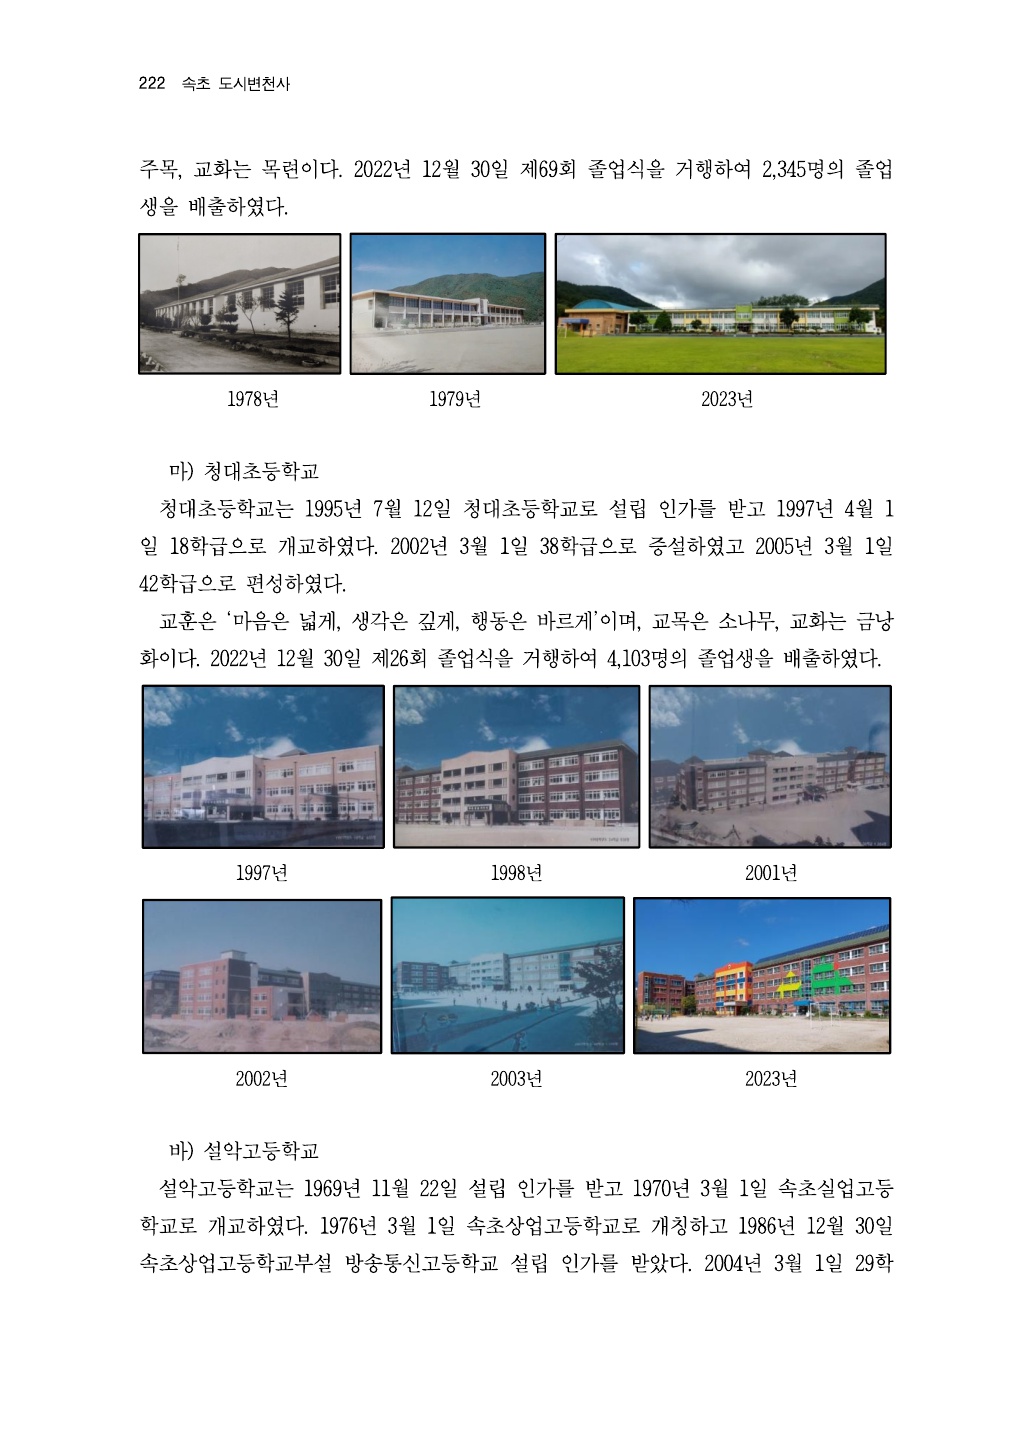 222 속초 도시변천사
주목, 교화는 목련이다. 2022년 12월 30일 제69회 졸업식을 거행하여 2,345명의 졸업
생을 배출하였다.
1978년 1979년 2023년
마) 청대초등학교
청대초등학교는 1995년 7월 12일 청대초등학교로 설립 인가를 받고 1997년 4월 1
일 18학급으로 개교하였다. 2002년 3월 1일 38학급으로 증설하였고 2005년 3월 1일
42학급으로 편성하였다.
교훈은 ‘마음은 넓게, 생각은 깊게, 행동은 바르게’이며, 교목은 소나무, 교화는 금낭
화이다. 2022년 12월 30일 제26회 졸업식을 거행하여 4,103명의 졸업생을 배출하였다.
1997년 1998년 2001년
2002년 2003년 2023년
바) 설악고등학교
설악고등학교는 1969년 11월 22일 설립 인가를 받고 1970년 3월 1일 속초실업고등
학교로 개교하였다. 1976년 3월 1일 속초상업고등학교로 개칭하고 1986년 12월 30일
속초상업고등학교부설 방송통신고등학교 설립 인가를 받았다. 2004년 3월 1일 29학